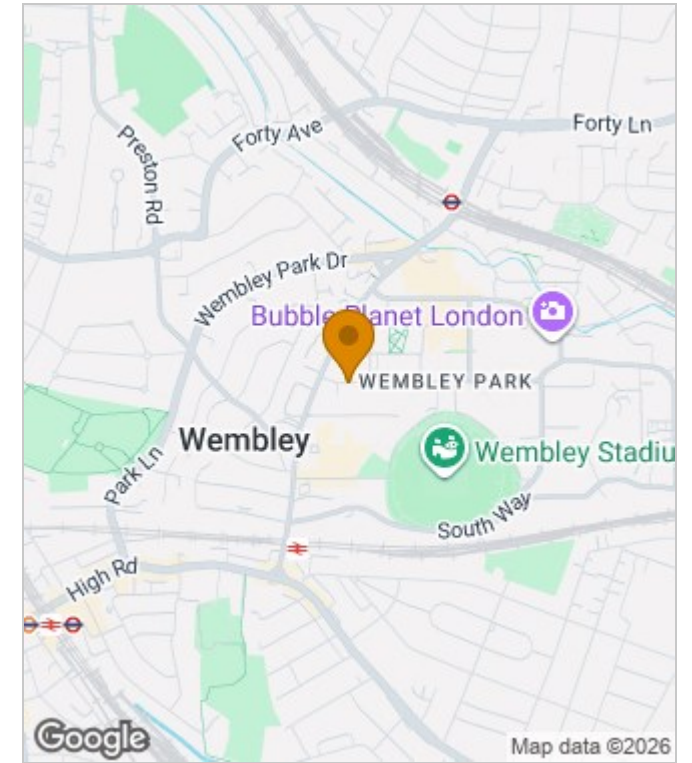 Forty Ln
Forty Ave
Preston Rd
Wembley Park Dr
Bubble Planet London
WEMBLEY PARK
Wembley
Wembley Stadiu
Park Ln
South Way
High Rd
Google
Map data ©2026